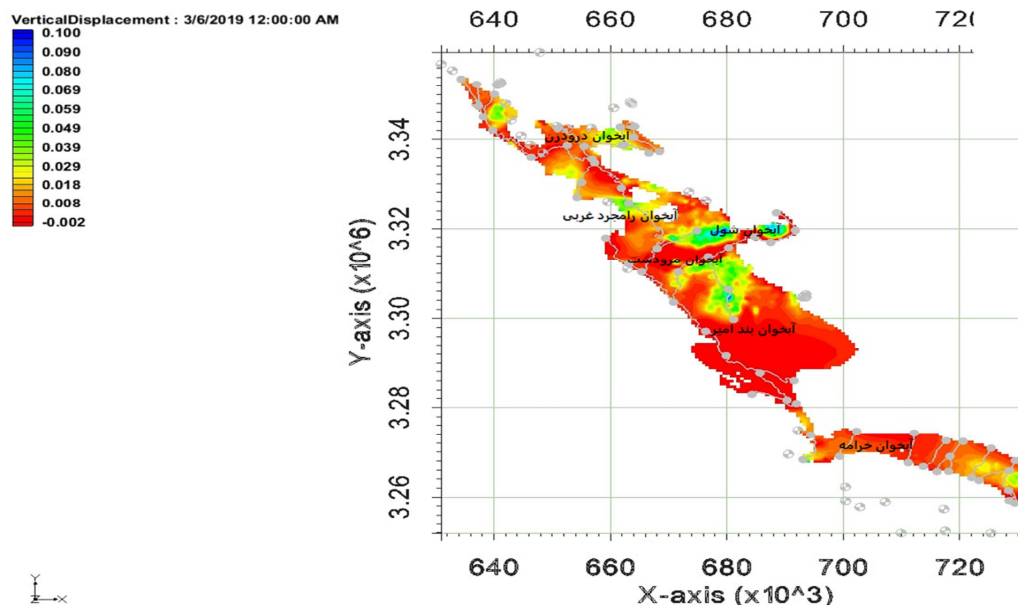 VerticalDisplacement : 3/6/2019 12:00:00 AM
0.100
0.090
0.080
0.069
0.059
0.049
0.039
0.029
0.018
0.008
-0.002
640 660 680 700 720
3.34
3.32
3.30
3.28
3.26
Y-axis (x10^6)
آبخوان درودزن
آبخوان رامجرد غربی
آبخوان سول
آبخوان مرودشت
آبخوان بند امیر
آبخوان خرامه
640 660 680 700 720
X-axis (x10^3)
Y
Z X